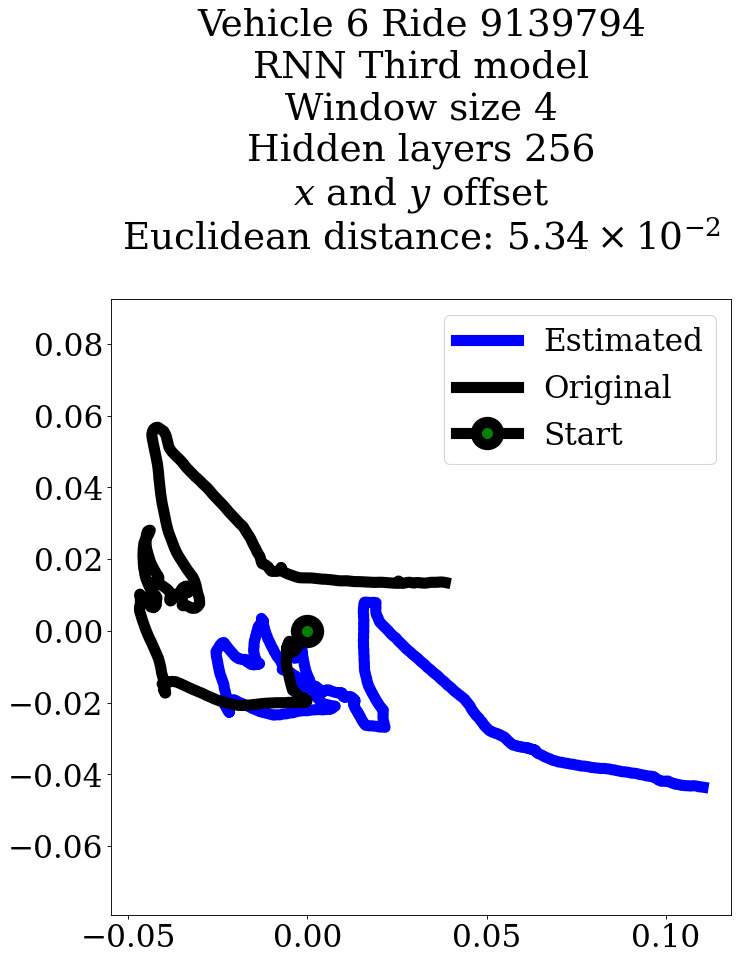 Vehicle 6 Ride 9139794
RNN Third model
Window size 4
Hidden layers 256
x and y offset
Euclidean distance: 5.34 × 10⁻²
Estimated
Original
Start
0.08
0.06
0.04
0.02
0.00
−0.02
−0.04
−0.06
−0.05
0.00
0.05
0.10